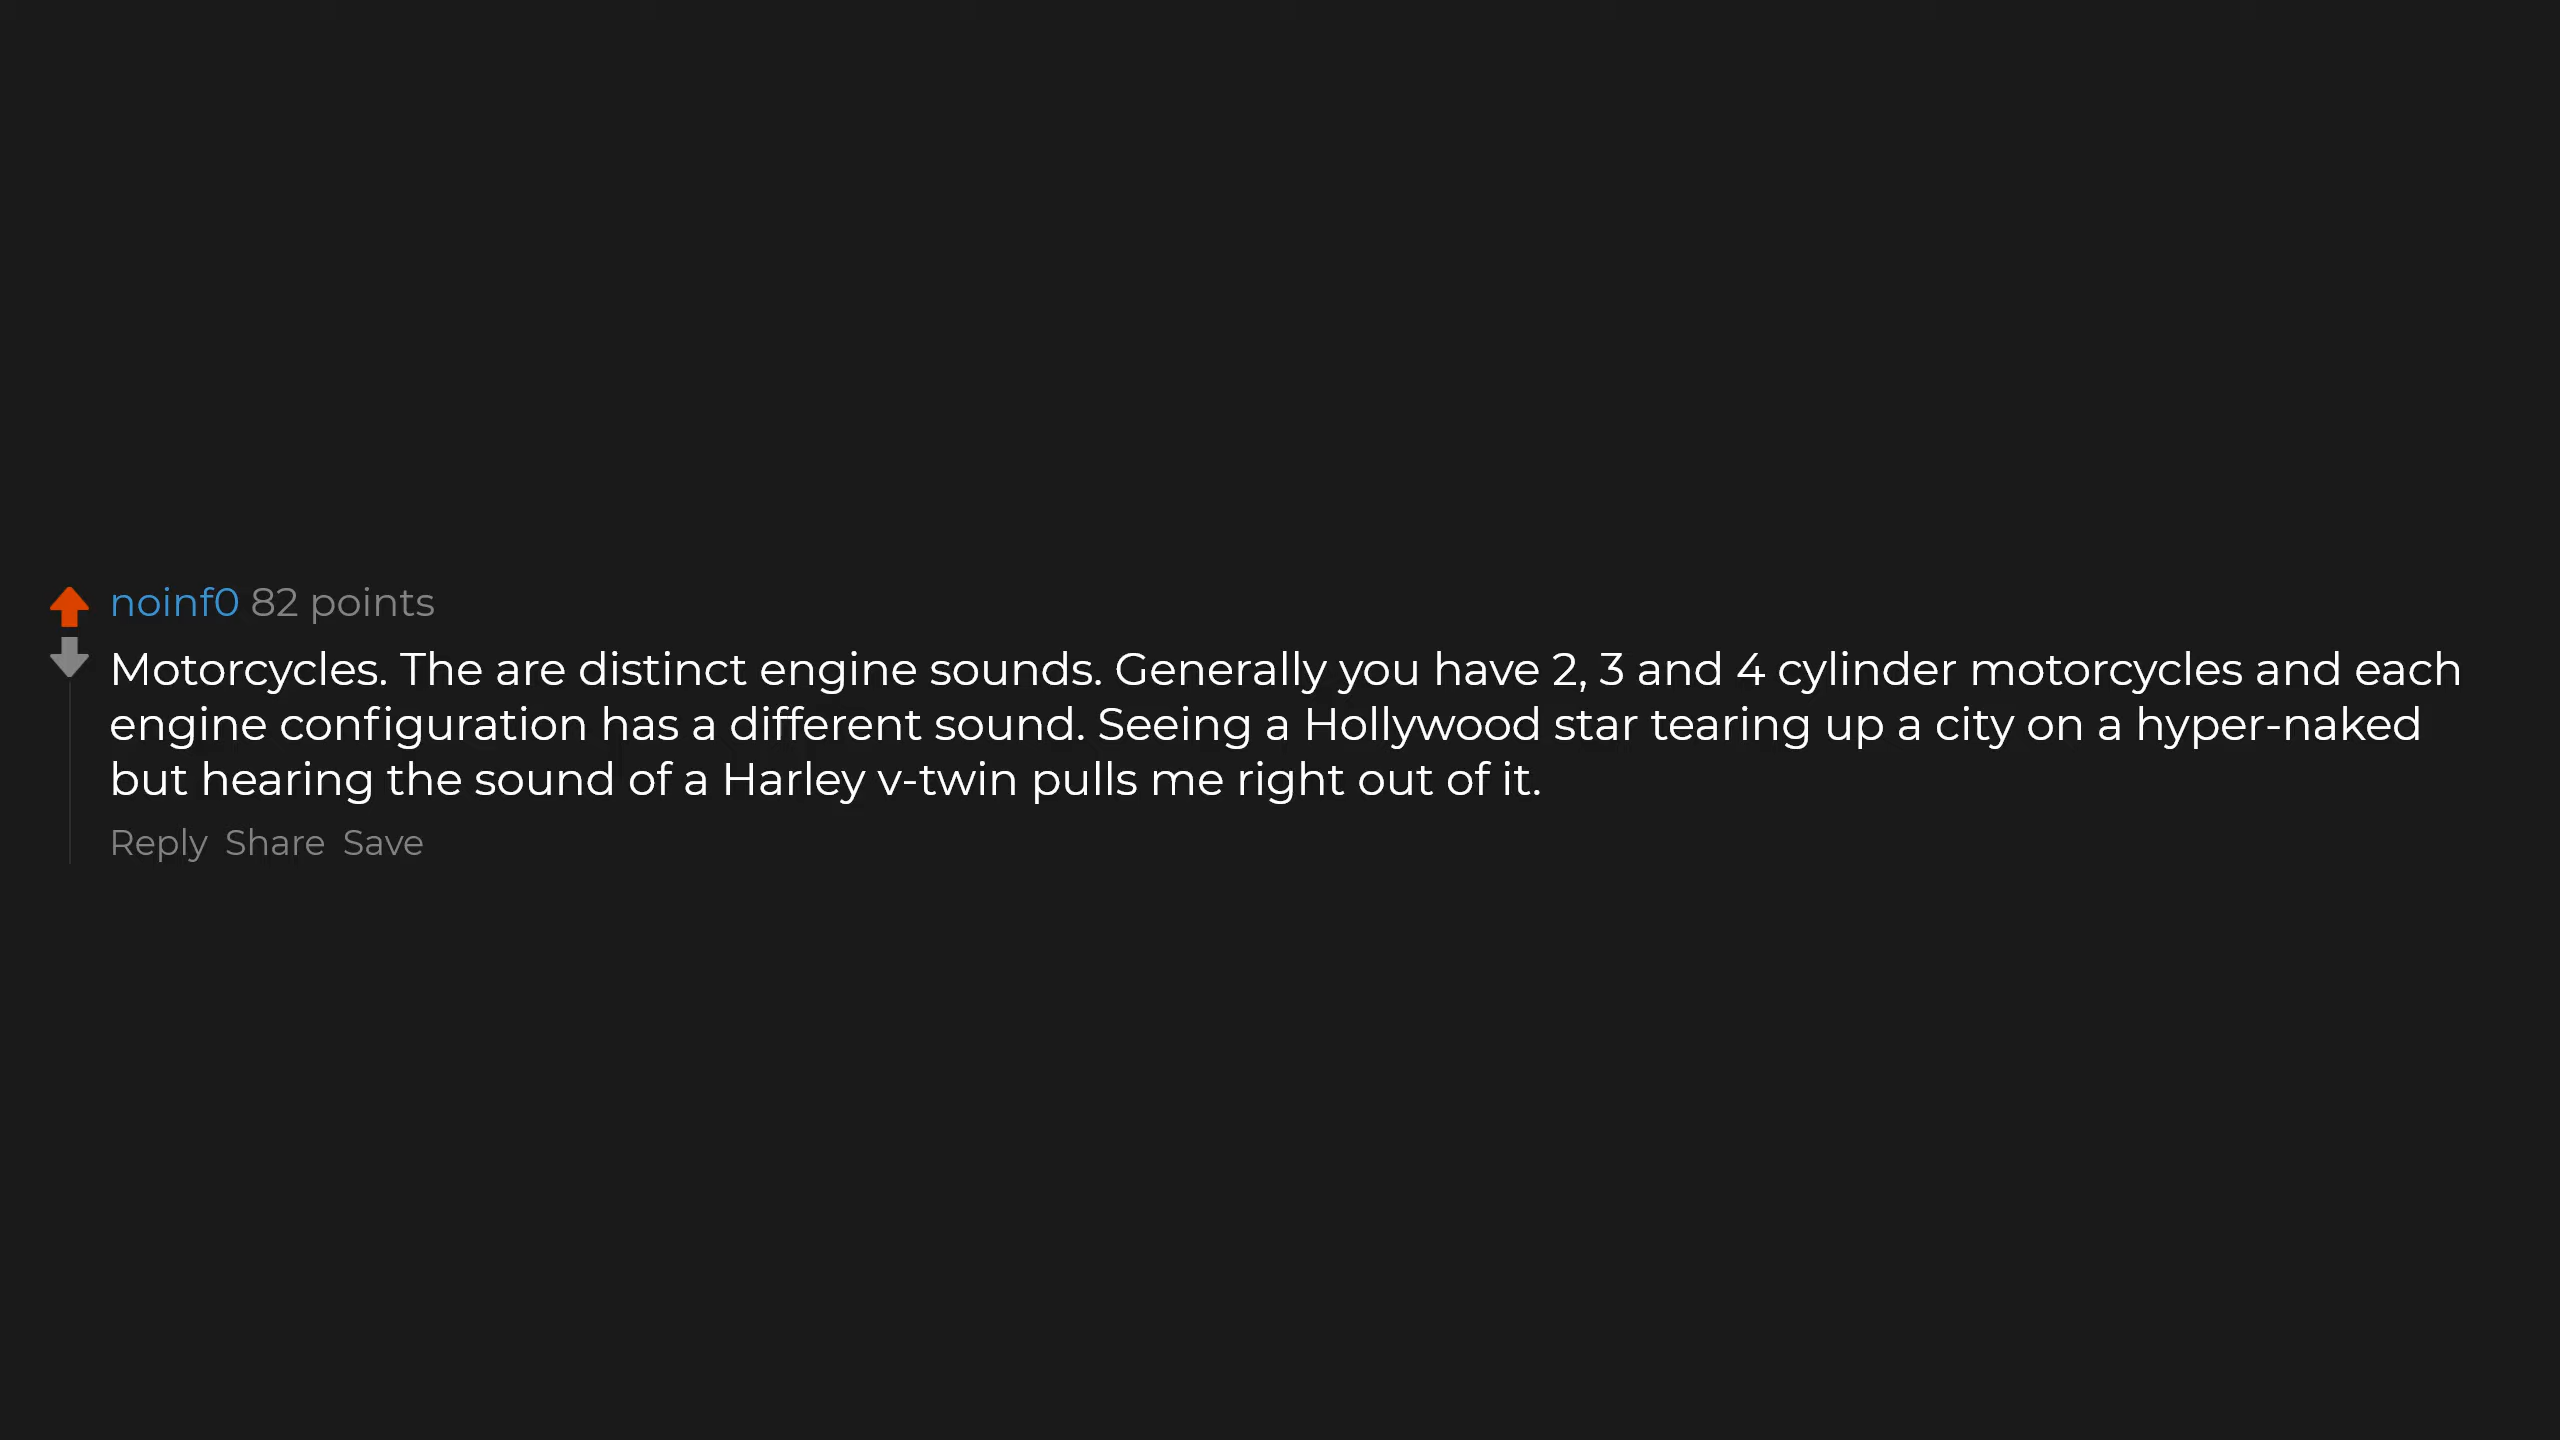 noinf0 82 points
Motorcycles. The are distinct engine sounds. Generally you have 2, 3 and 4 cylinder motorcycles and each
engine configuration has a different sound. Seeing a Hollywood star tearing up a city on a hyper-naked
but hearing the sound of a Harley v-twin pulls me right out of it.
Reply Share Save